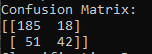 Confusion Matrix:
[[185  18]
 [ 51  42]]